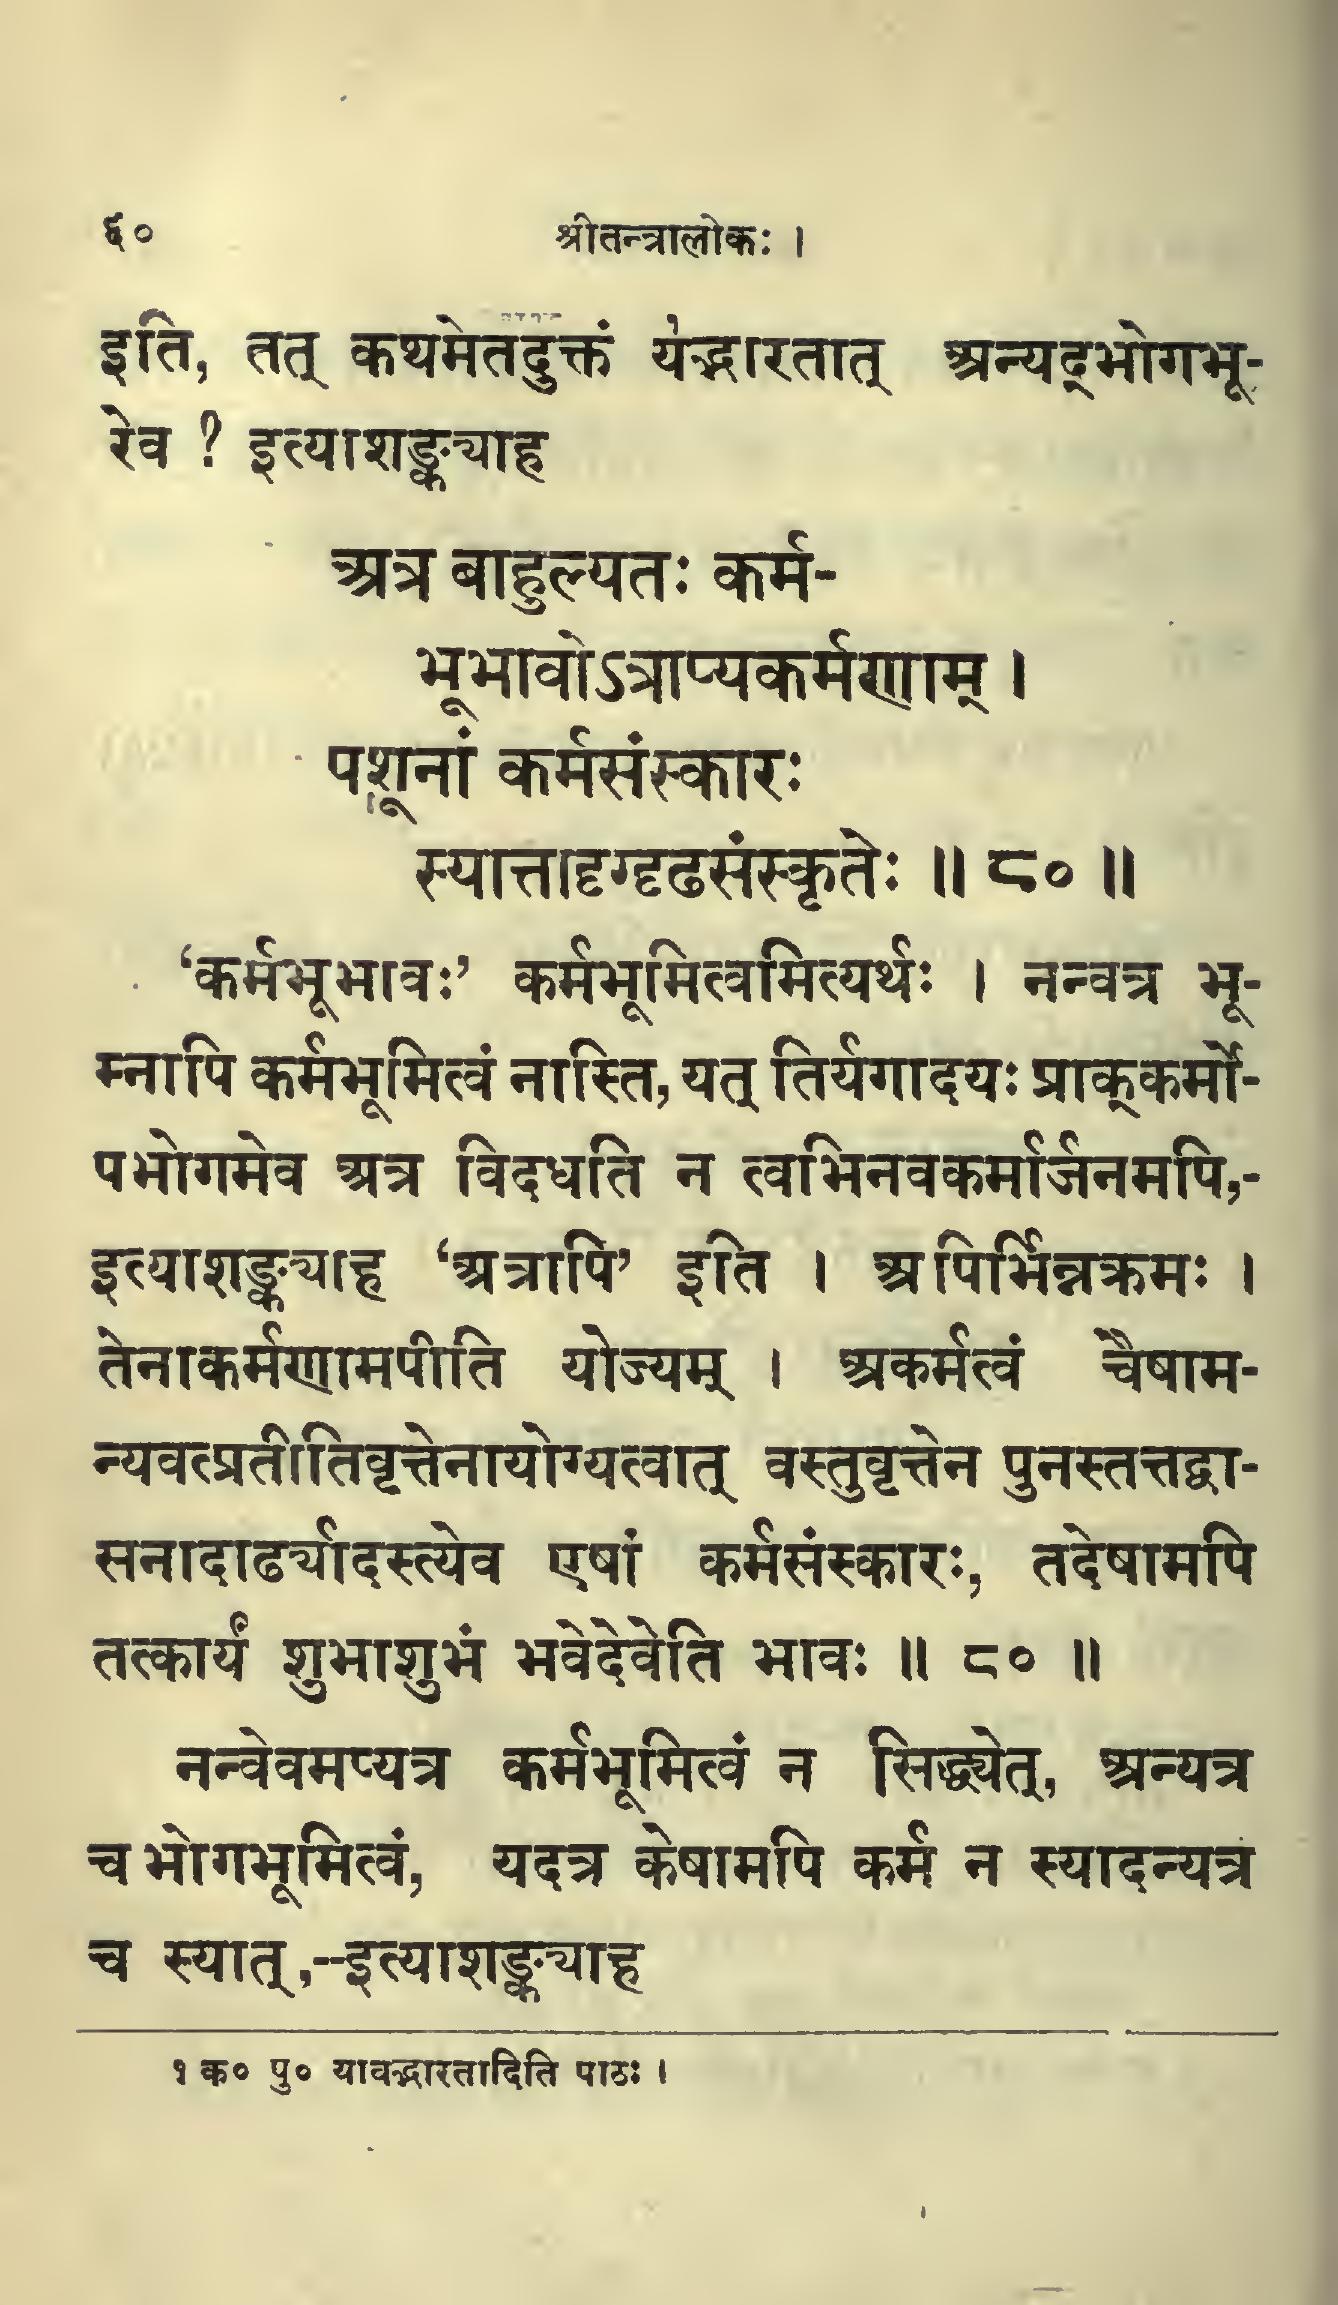 ६० श्रीतन्त्रालोकः ।
इति, तत् कथमेतदुक्तं य१द्भारतात् अन्यद्भोगभू-
रेव ? इत्याशङ्क्याह
अत्र बाहुल्यतः कर्म-
भूभावोऽत्राप्यकर्मणाम् ।
पशूनां कर्मसंस्कारः
स्यात्तादृग्दृढसंस्कृतेः ॥ ८० ॥
‘कर्मभूभावः’ कर्मभूमित्वमित्यर्थः । नन्वत्र भू-
म्नापि कर्मभूमित्वं नास्ति, यत् तिर्यगादयः प्राक्कर्मो-
पभोगमेव अत्र विदधति न त्वभिनवकर्मार्जनमपि,-
इत्याशङ्क्याह ‘अत्रापि’ इति । अपिर्भिन्नक्रमः ।
तेनाकर्मणामपीति योज्यम् । अकर्मत्वं चैषाम-
न्यवत्प्रतीतिवृत्तेनायोग्यत्वात् वस्तुवृत्तेन पुनस्तत्तद्वा-
सनादार्ढ्यादस्त्येव एषां कर्मसंस्कारः, तदेषामपि
तत्कार्यं शुभाशुभं भवेदेवेति भावः ॥ ८० ॥
नन्वेवमप्यत्र कर्मभूमित्वं न सिद्ध्येत्, अन्यत्र
च भोगभूमित्वं, यदत्र केषामपि कर्म न स्यादन्यत्र
च स्यात्,--इत्याशङ्क्याह
१ क० पु० यावद्भारतादिति पाठः ।